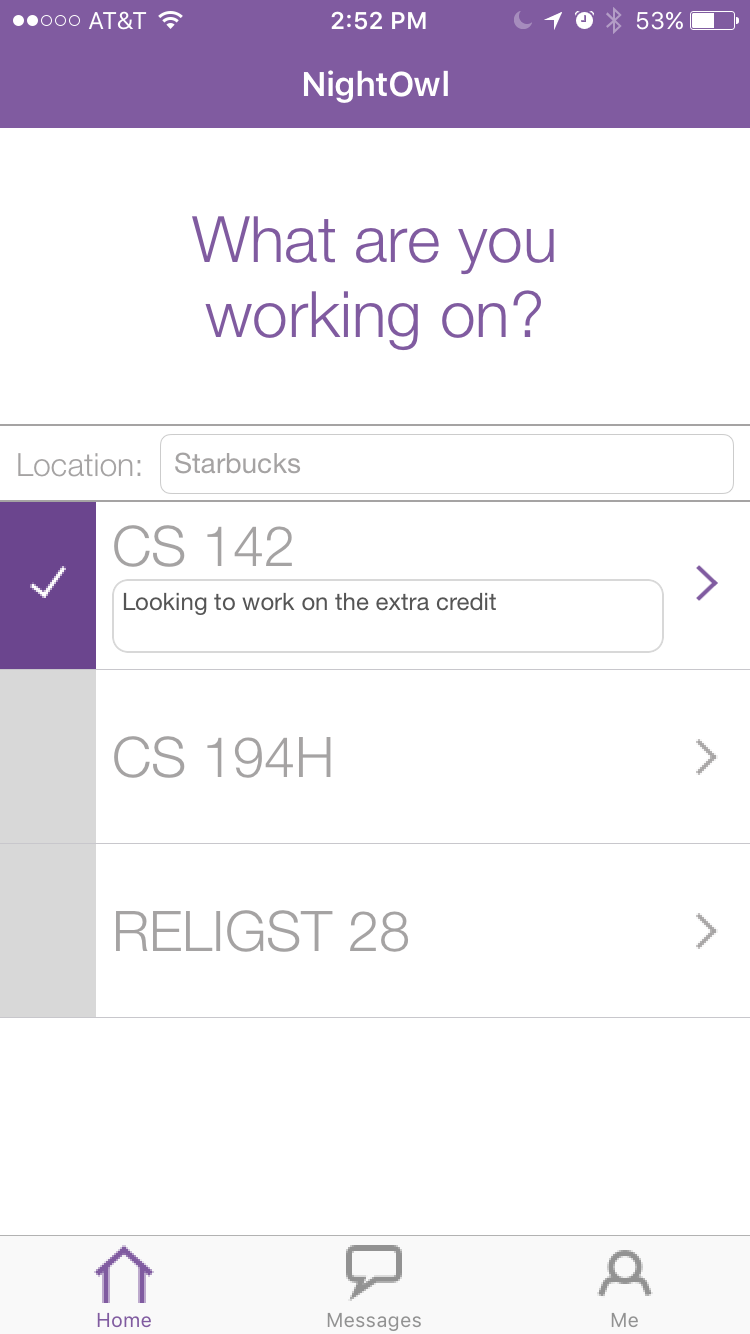 AT&T 2:52 PM 53%
NightOwl
What are you
working on?
Location: Starbucks
CS 142
Looking to work on the extra credit
CS 194H
RELIGST 28
Home Messages Me